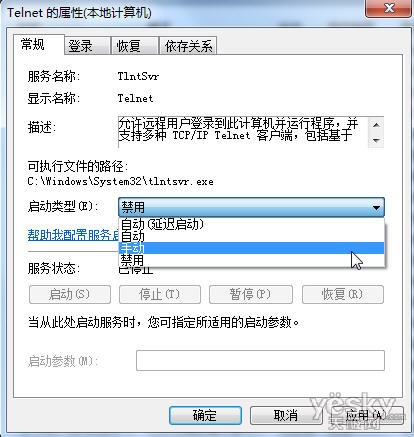 Telnet 的属性(本地计算机)
常规 登录 恢复 依存关系
服务名称: TlntSvr
显示名称: Telnet
描述: 允许远程用户登录到此计算机并运行程序，并
支持多种 TCP/IP Telnet 客户端，包括基于
可执行文件的路径:
C:\Windows\System32\tlntsvr.exe
启动类型(E): 禁用
自动(延迟启动)
自动
帮助我配置服务
手动
禁用
服务状态: 已停止
启动(S) 停止(T) 暂停(P) 恢复(R)
当从此处启动服务时，您可指定所适用的启动参数。
启动参数(M):
确定 取消 应用(A)
yesky
天极网